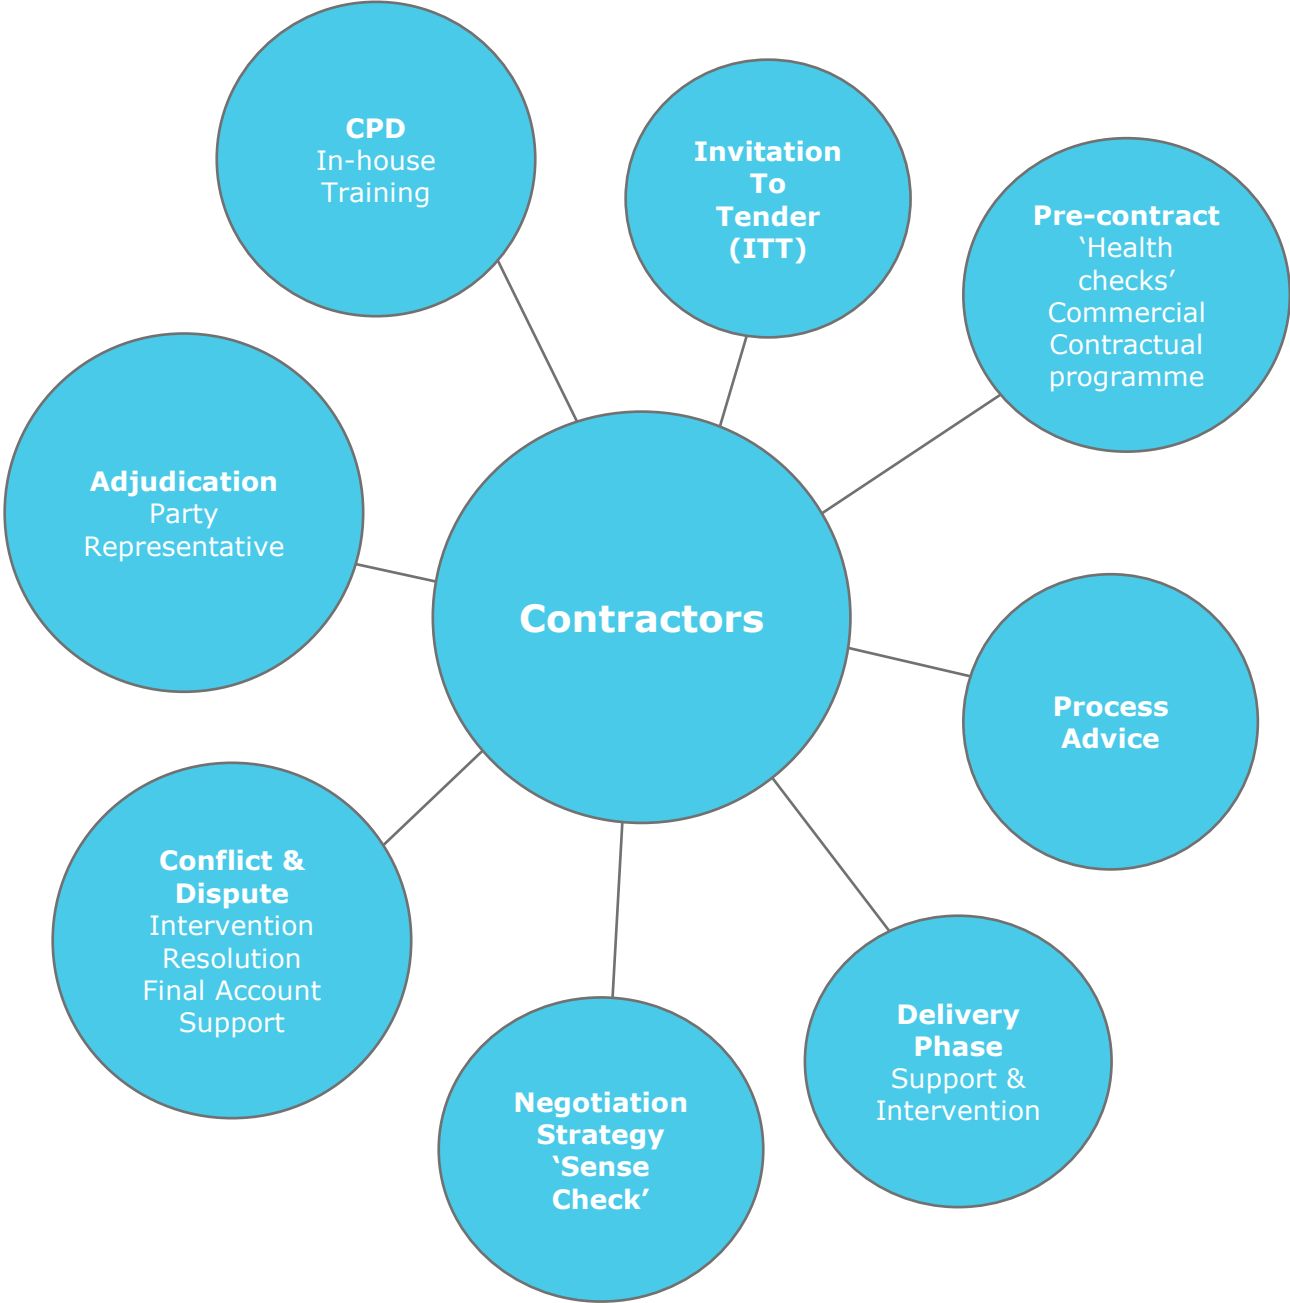 CPD
In-house
Training
Invitation
To
Tender
(ITT)
Pre-contract
‘Health
checks’
Commercial
Contractual
programme
Adjudication
Party
Representative
Contractors
Process
Advice
Conflict &
Dispute
Intervention
Resolution
Final Account
Support
Delivery
Phase
Support &
Intervention
Negotiation
Strategy
‘Sense
Check’